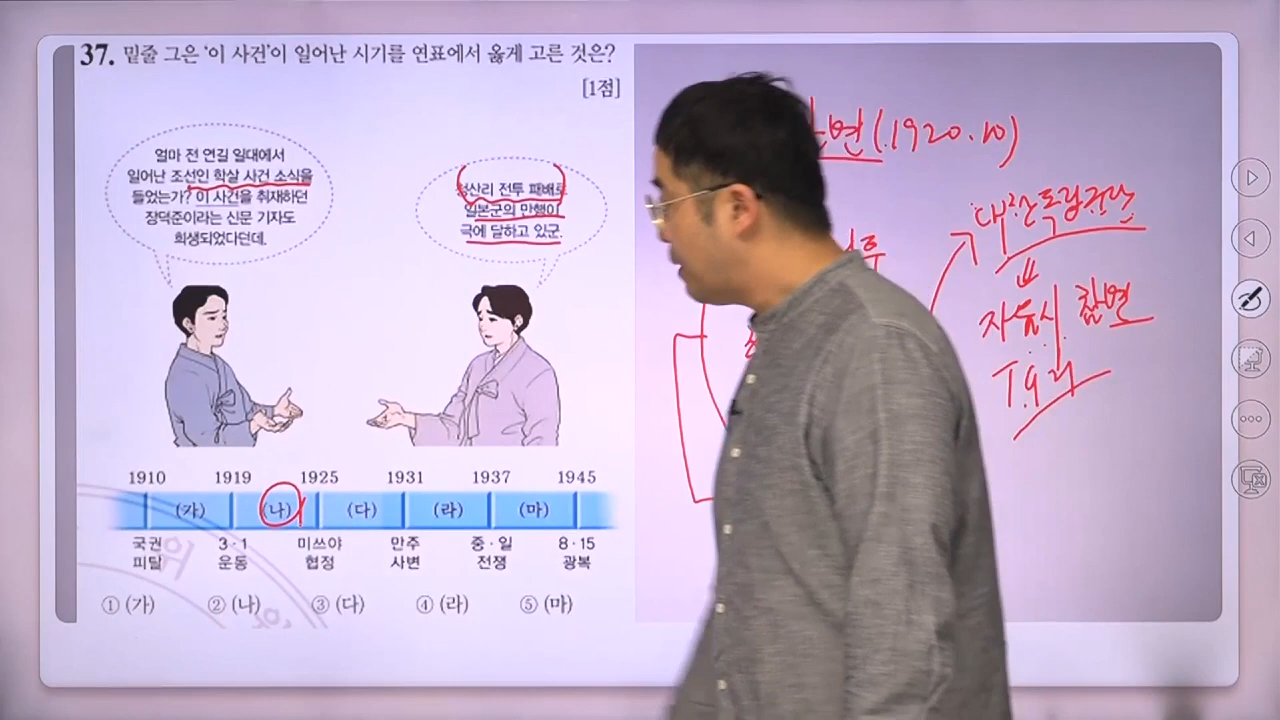 37. 밑줄 그은 '이 사건'이 일어난 시기를 연표에서 옳게 고른 것은?
[1점]
얼마 전 연길 일대에서
일어난 조선인 학살 사건 소식을
들었는가? 이 사건을 취재하던
장덕준이라는 신문 기자도
희생되었다던데.
청산리 전투 패배로
일본군의 만행이
극에 달하고 있군.
1910 1919 1925 1931 1937 1945
(가) (나) (다) (라) (마)
국권 3·1 미쓰야 만주 중·일 8·15
피탈 운동 협정 사변 전쟁 광복
① (가) ② (나) ③ (다) ④ (라) ⑤ (마)
변(1920.10)
대한독립군단
자유시 참변